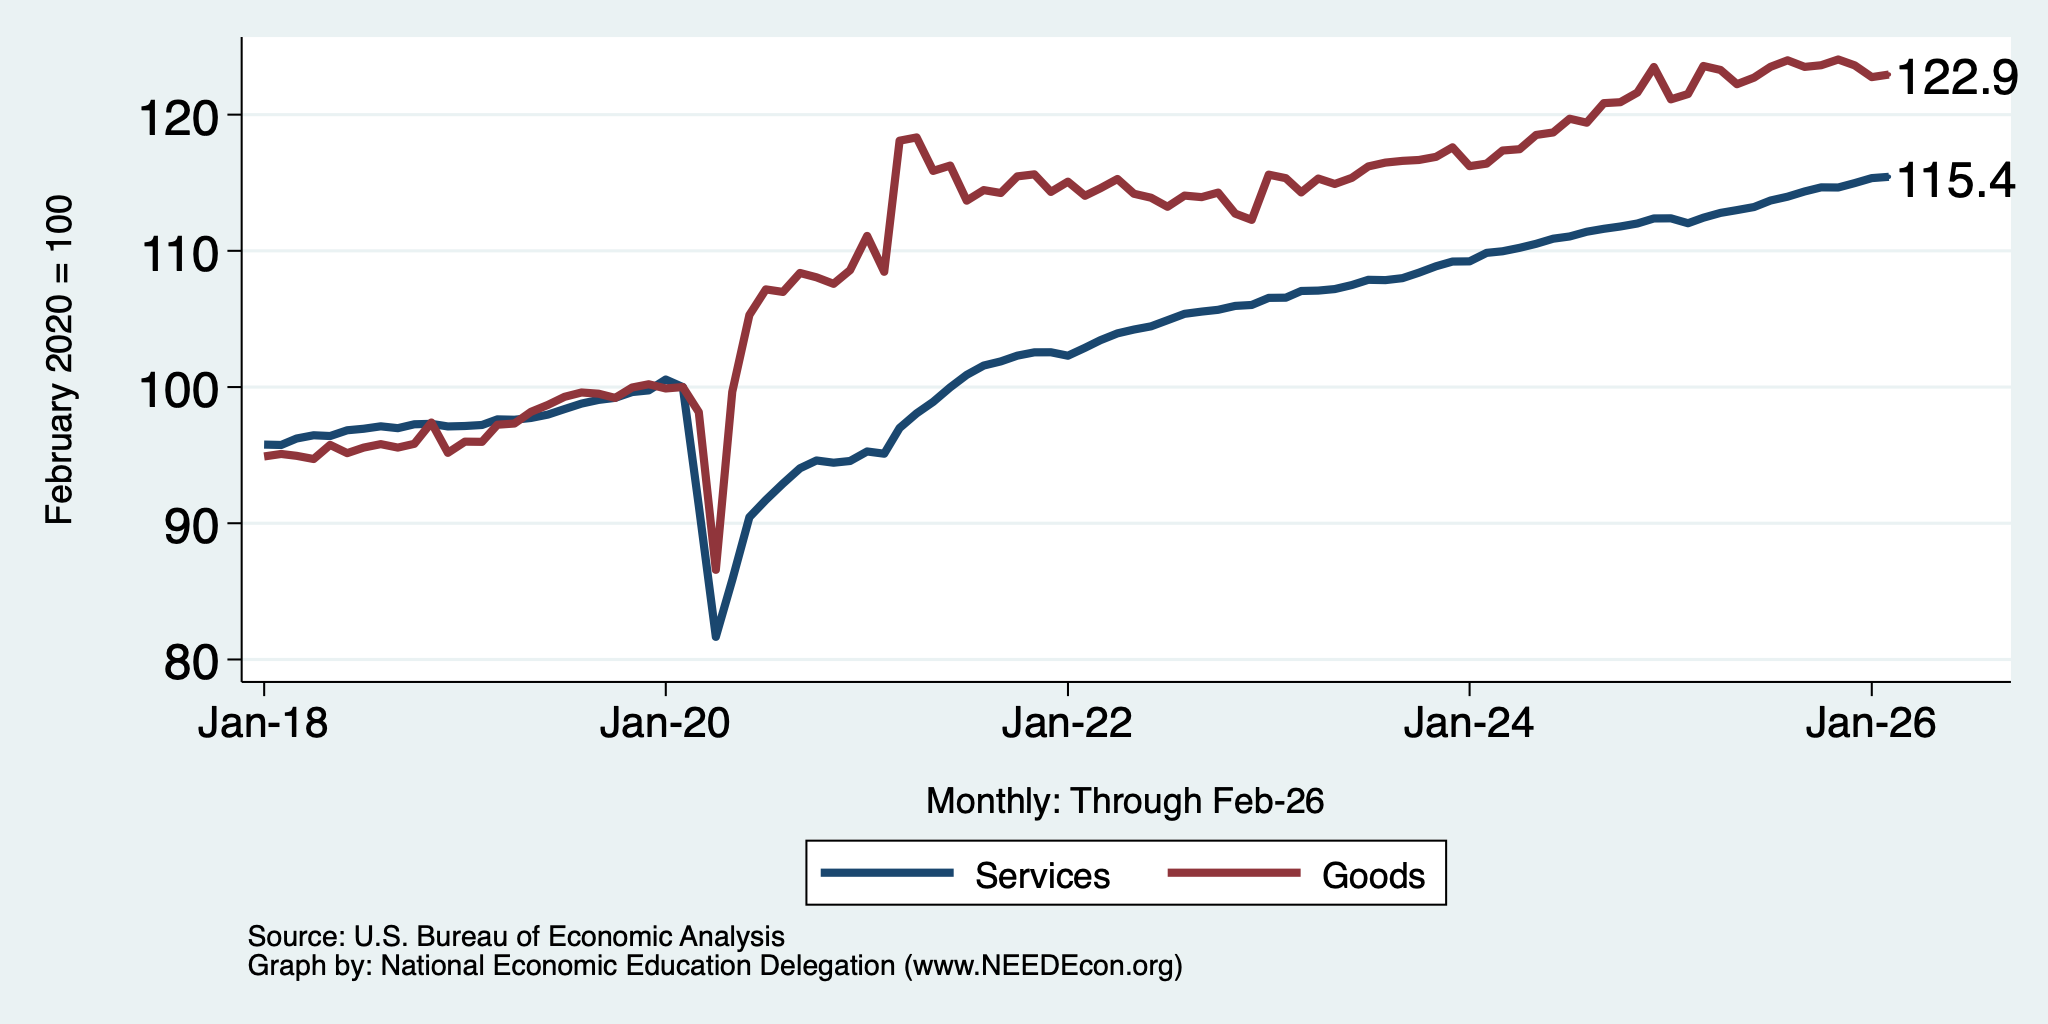 February 2020 = 100
120
110
100
90
80
122.9
115.4
Jan-18
Jan-20
Jan-22
Jan-24
Jan-26
Monthly: Through Feb-26
Services
Goods
Source: U.S. Bureau of Economic Analysis
Graph by: National Economic Education Delegation (www.NEEDEcon.org)